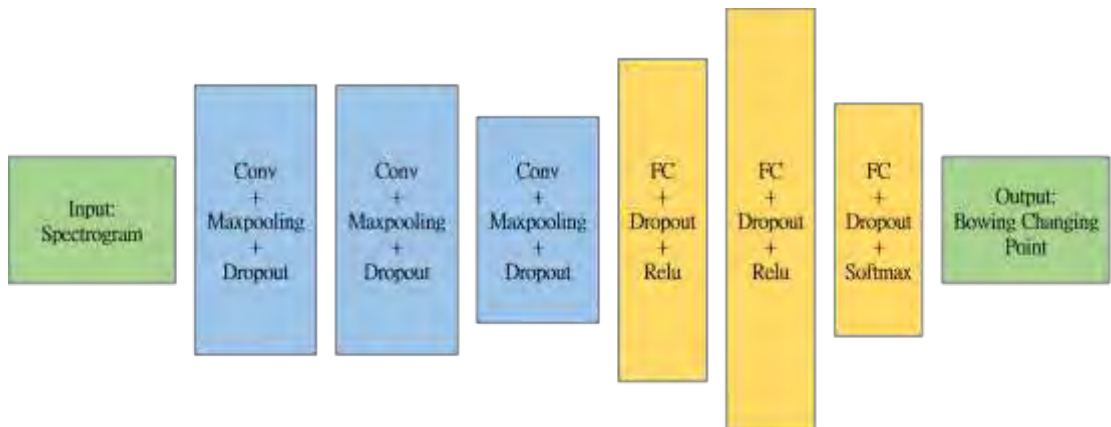 Input:
Spectrogram
Conv
+
Maxpooling
+
Dropout
Conv
+
Maxpooling
+
Dropout
Conv
+
Maxpooling
+
Dropout
FC
+
Dropout
+
Relu
FC
+
Dropout
+
Relu
FC
+
Dropout
+
Softmax
Output:
Bowing Changing
Point